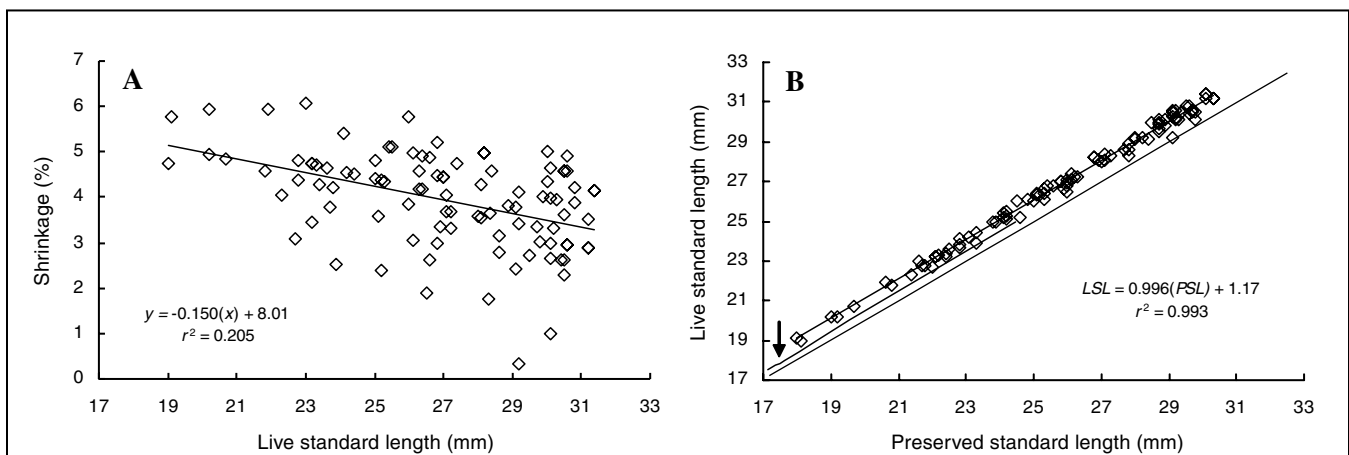 A
Shrinkage (%)
7
6
5
4
3
2
1
0
y = -0.150(x) + 8.01
r² = 0.205
17 19 21 23 25 27 29 31 33
Live standard length (mm)
B
Live standard length (mm)
33
31
29
27
25
23
21
19
17
LSL = 0.996(PSL) + 1.17
r² = 0.993
17 19 21 23 25 27 29 31 33
Preserved standard length (mm)